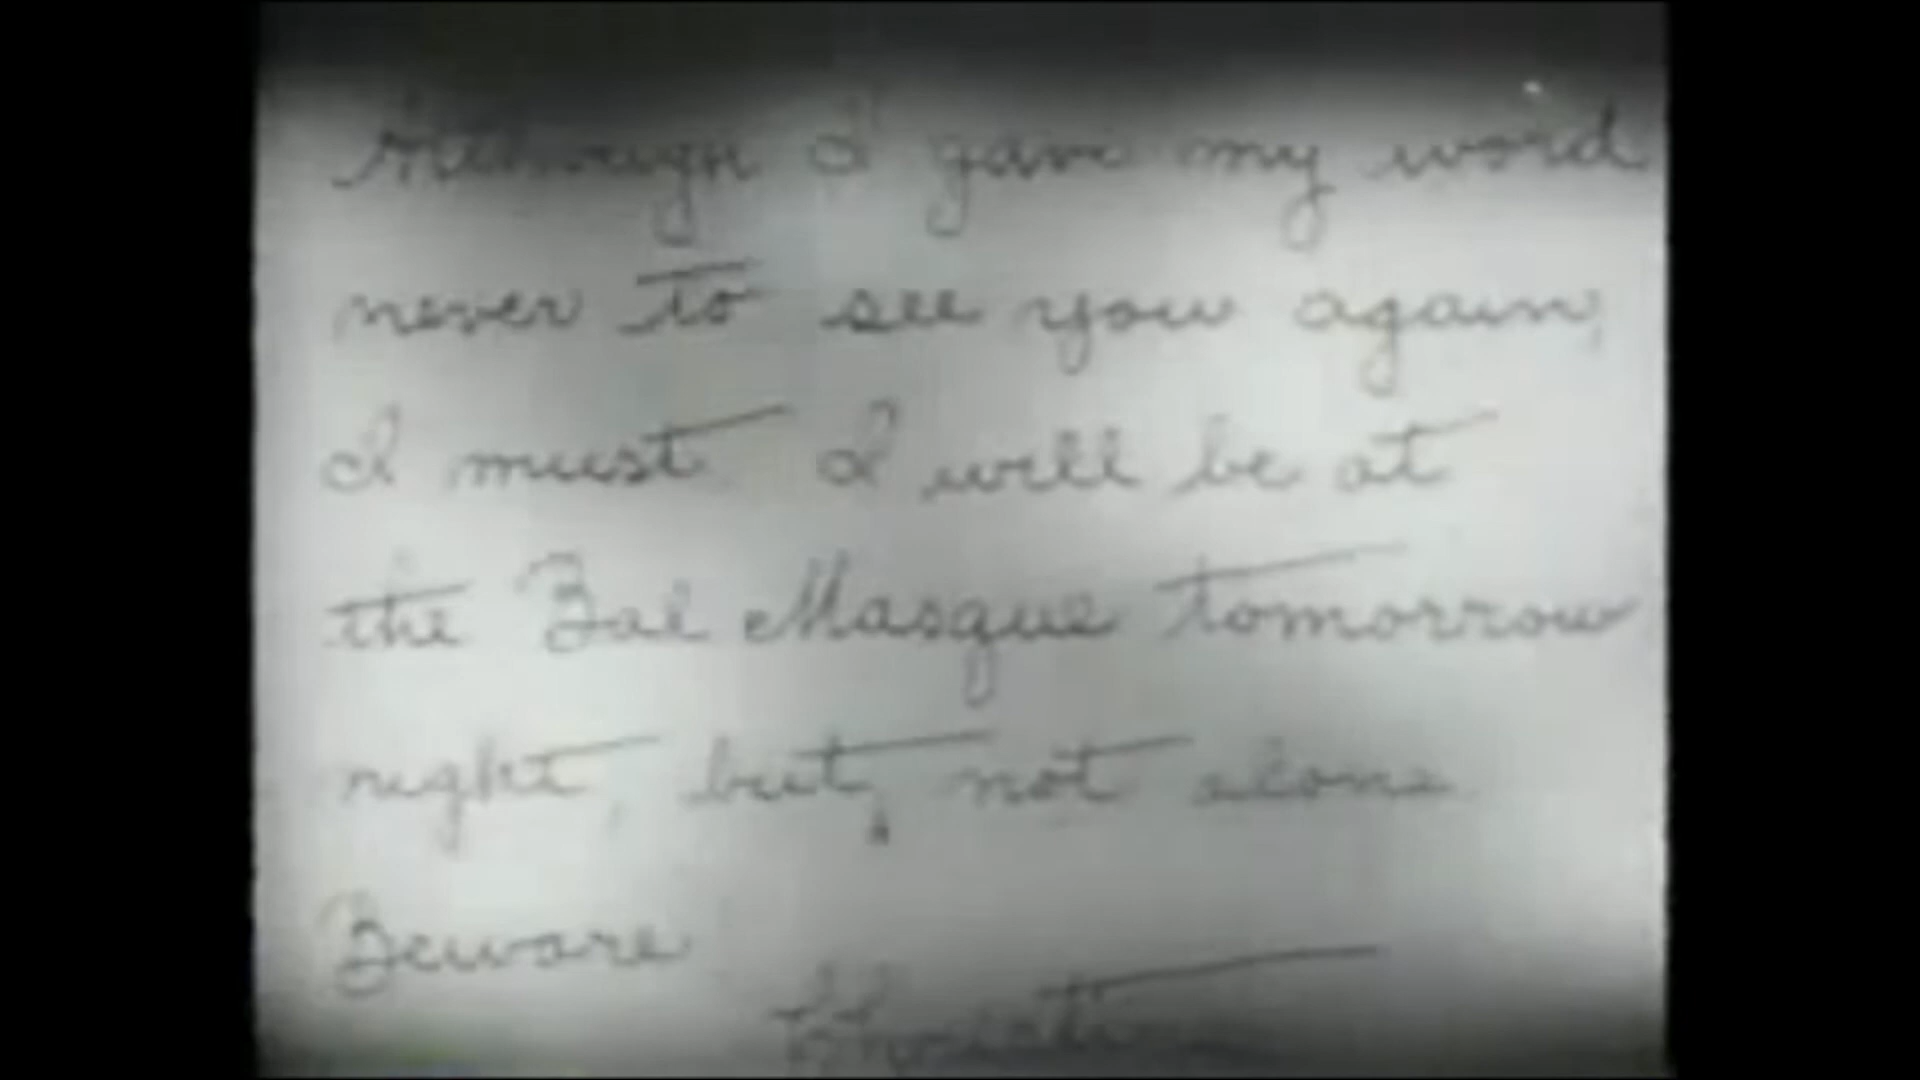 Although I gave my word
never to see you again,
I must. I will be at
the Bal Masque tomorrow
night, but, not alone.
Beware
Christine